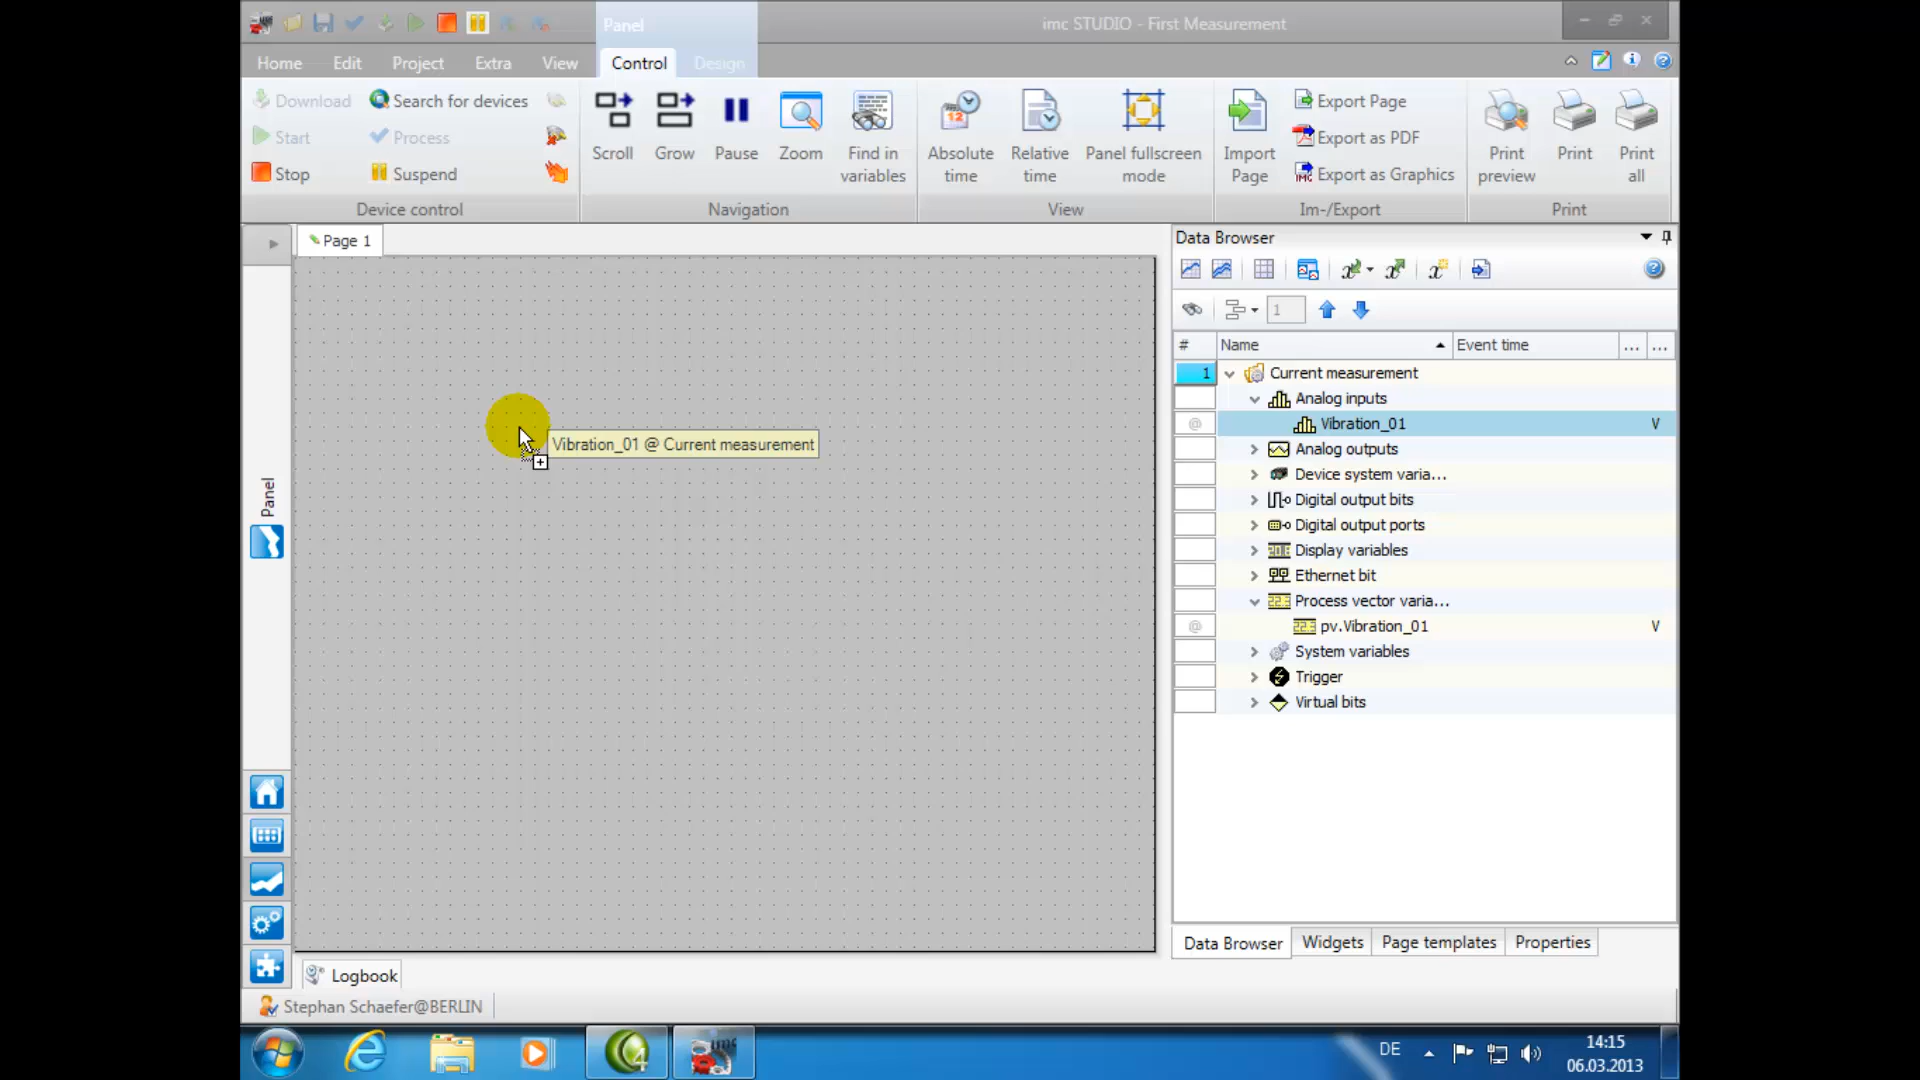 Panel
imc STUDIO - First Measurement
Home Edit Project Extra View Control Design
Download Search for devices
Start Process
Stop Suspend
Device control
Scroll Grow Pause Zoom Find in variables
Navigation
Absolute time Relative time Panel fullscreen mode
View
Import Page
Export Page
Export as PDF
Export as Graphics
Im-/Export
Print preview Print Print all
Print
Page 1
Data Browser
1
# Name Event time ... ...
1 Current measurement
Analog inputs
@ Vibration_01 V
Analog outputs
Device system varia...
Digital output bits
Digital output ports
Display variables
Ethernet bit
Process vector varia...
@ pv.Vibration_01 V
System variables
Trigger
Virtual bits
Vibration_01 @ Current measurement
Panel
Data Browser Widgets Page templates Properties
Logbook
Stephan Schaefer@BERLIN
DE
14:15
06.03.2013